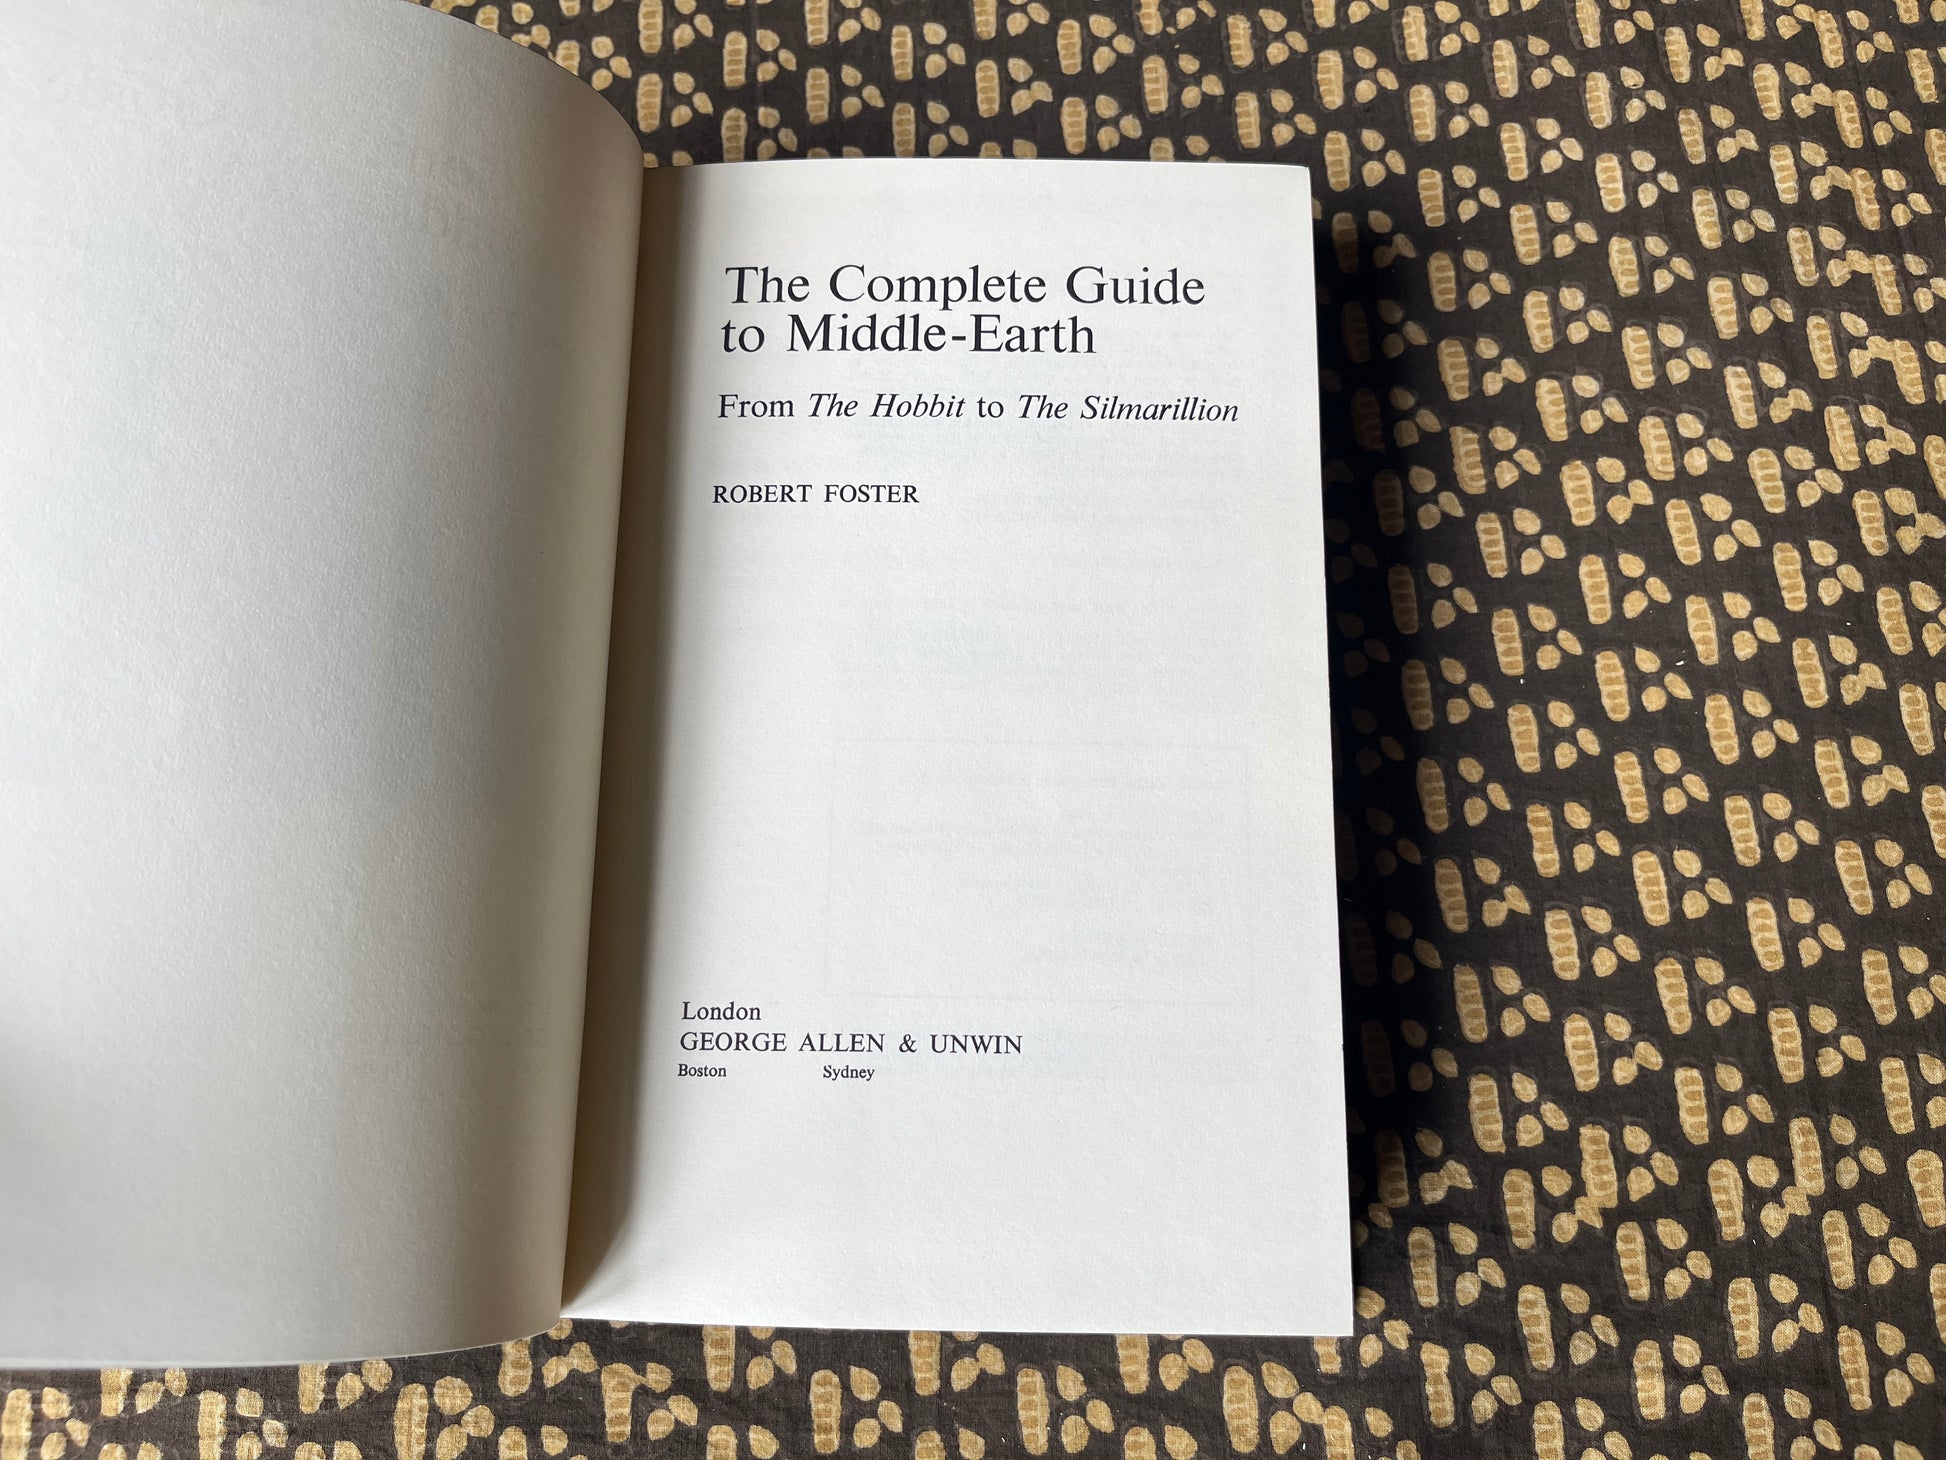 The Complete Guide
to Middle-Earth
From The Hobbit to The Silmarillion
ROBERT FOSTER
London
GEORGE ALLEN & UNWIN
Boston Sydney